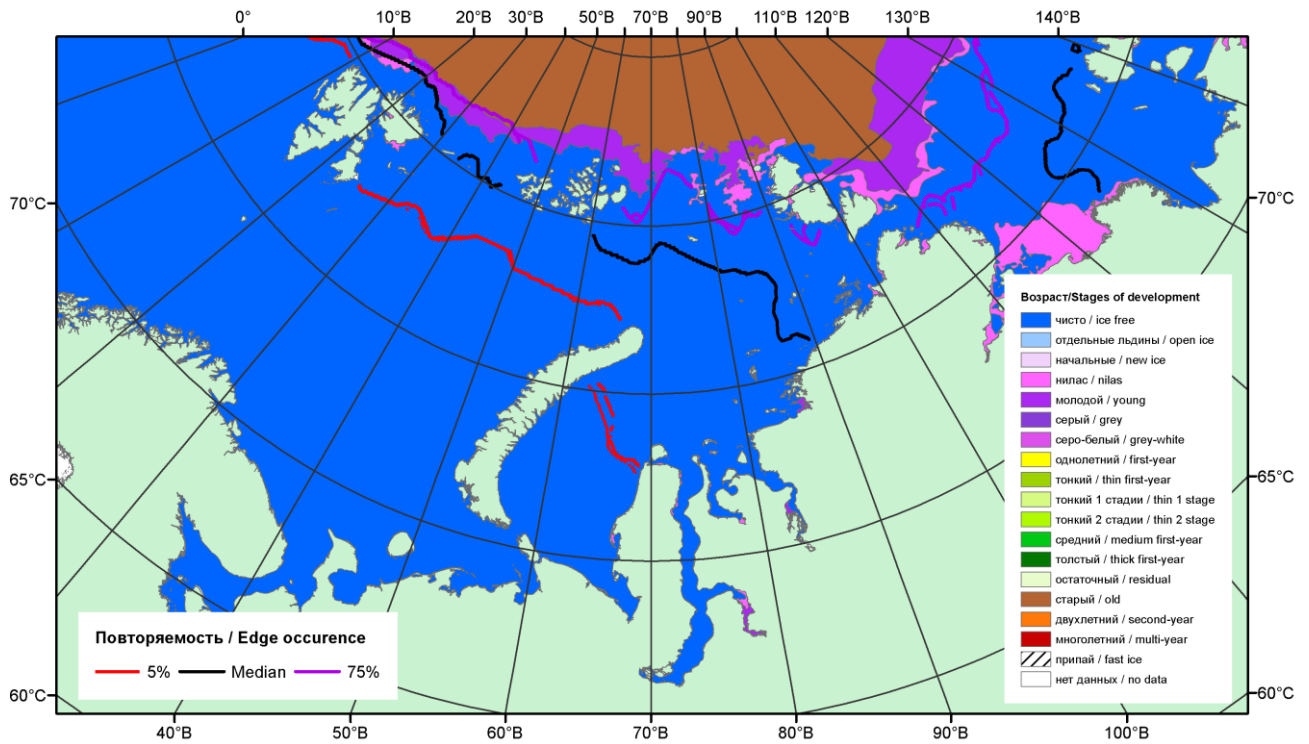 0° 10°В 20°В 30°В 50°В 70°В 90°В 110°В 120°В 130°В 140°В
70°С 70°С
65°С 65°С
60°С 60°С
Возраст/Stages of development
чисто / ice free
отдельные льдины / open ice
начальные / new ice
нилас / nilas
молодой / young
серый / grey
серо-белый / grey-white
однолетний / first-year
тонкий / thin first-year
тонкий 1 стадии / thin 1 stage
тонкий 2 стадии / thin 2 stage
средний / medium first-year
толстый / thick first-year
остаточный / residual
старый / old
двухлетний / second-year
многолетний / multi-year
припай / fast ice
нет данных / no data
Повторяемость / Edge occurence
5% Median 75%
40°В 50°В 60°В 70°В 80°В 90°В 100°В